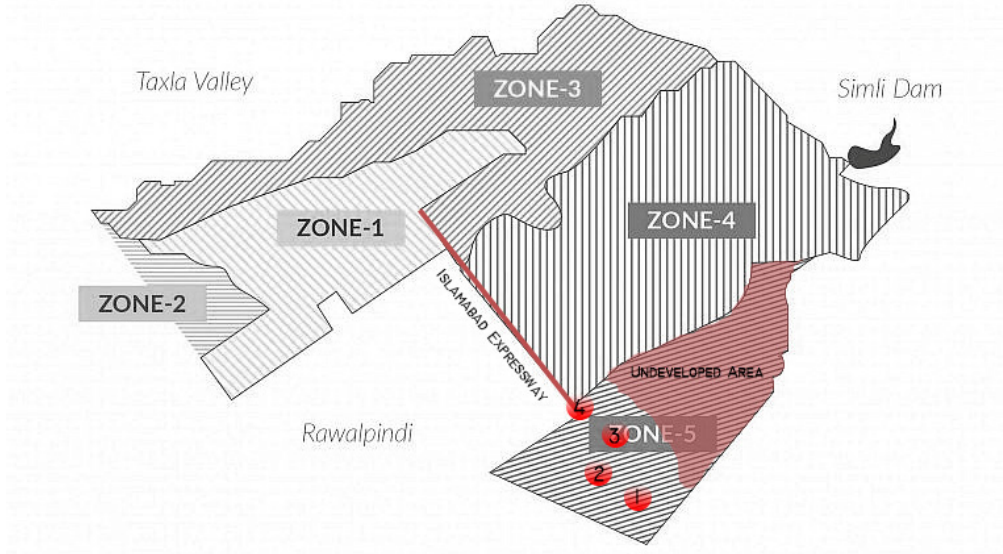 Taxla Valley
ZONE-3
Simli Dam
ZONE-1
ZONE-4
ZONE-2
ISLAMABAD EXPRESSWAY
UNDEVELOPED AREA
4
Rawalpindi
3
ZONE-5
2
1